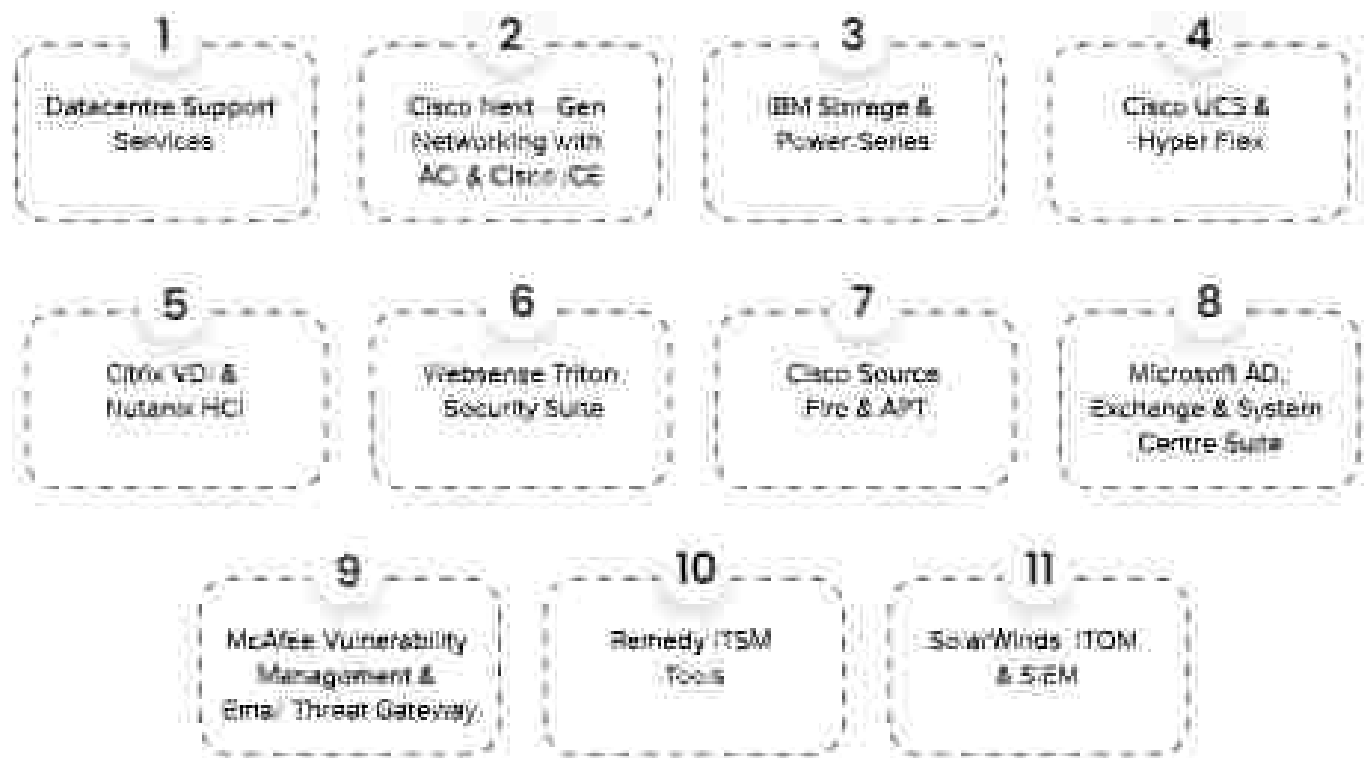 1
Datacentre Support
Services
2
Cisco Next - Gen
Networking with
ACI & Cisco ICE
3
IBM Storage &
Power Series
4
Cisco UCS &
Hyper Flex
5
Citrix VDI &
Nutanix HCI
6
Websense Triton
Security Suite
7
Cisco Source
Fire & APT
8
Microsoft AD,
Exchange & System
Centre Suite
9
McAfee Vulnerability
Management &
Email Threat Gateway
10
Remedy ITSM
Tools
11
SolarWinds ITOM
& SIEM